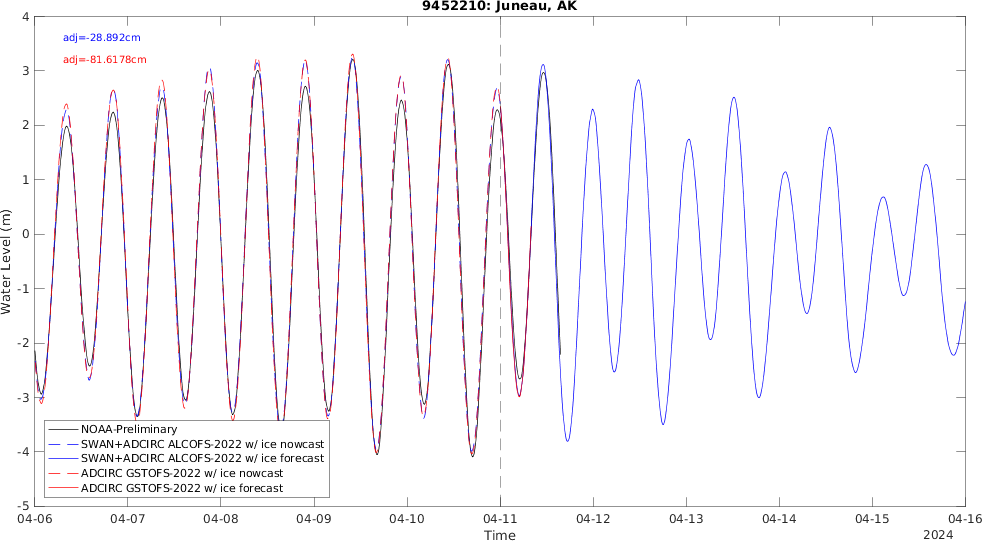 9452210: Juneau, AK
adj=-28.892cm
adj=-81.6178cm
4
3
2
1
0
-1
-2
-3
-4
-5
Water Level (m)
NOAA-Preliminary
SWAN+ADCIRC ALCOFS-2022 w/ ice nowcast
SWAN+ADCIRC ALCOFS-2022 w/ ice forecast
ADCIRC GSTOFS-2022 w/ ice nowcast
ADCIRC GSTOFS-2022 w/ ice forecast
04-06 04-07 04-08 04-09 04-10 04-11 04-12 04-13 04-14 04-15 04-16
Time
2024